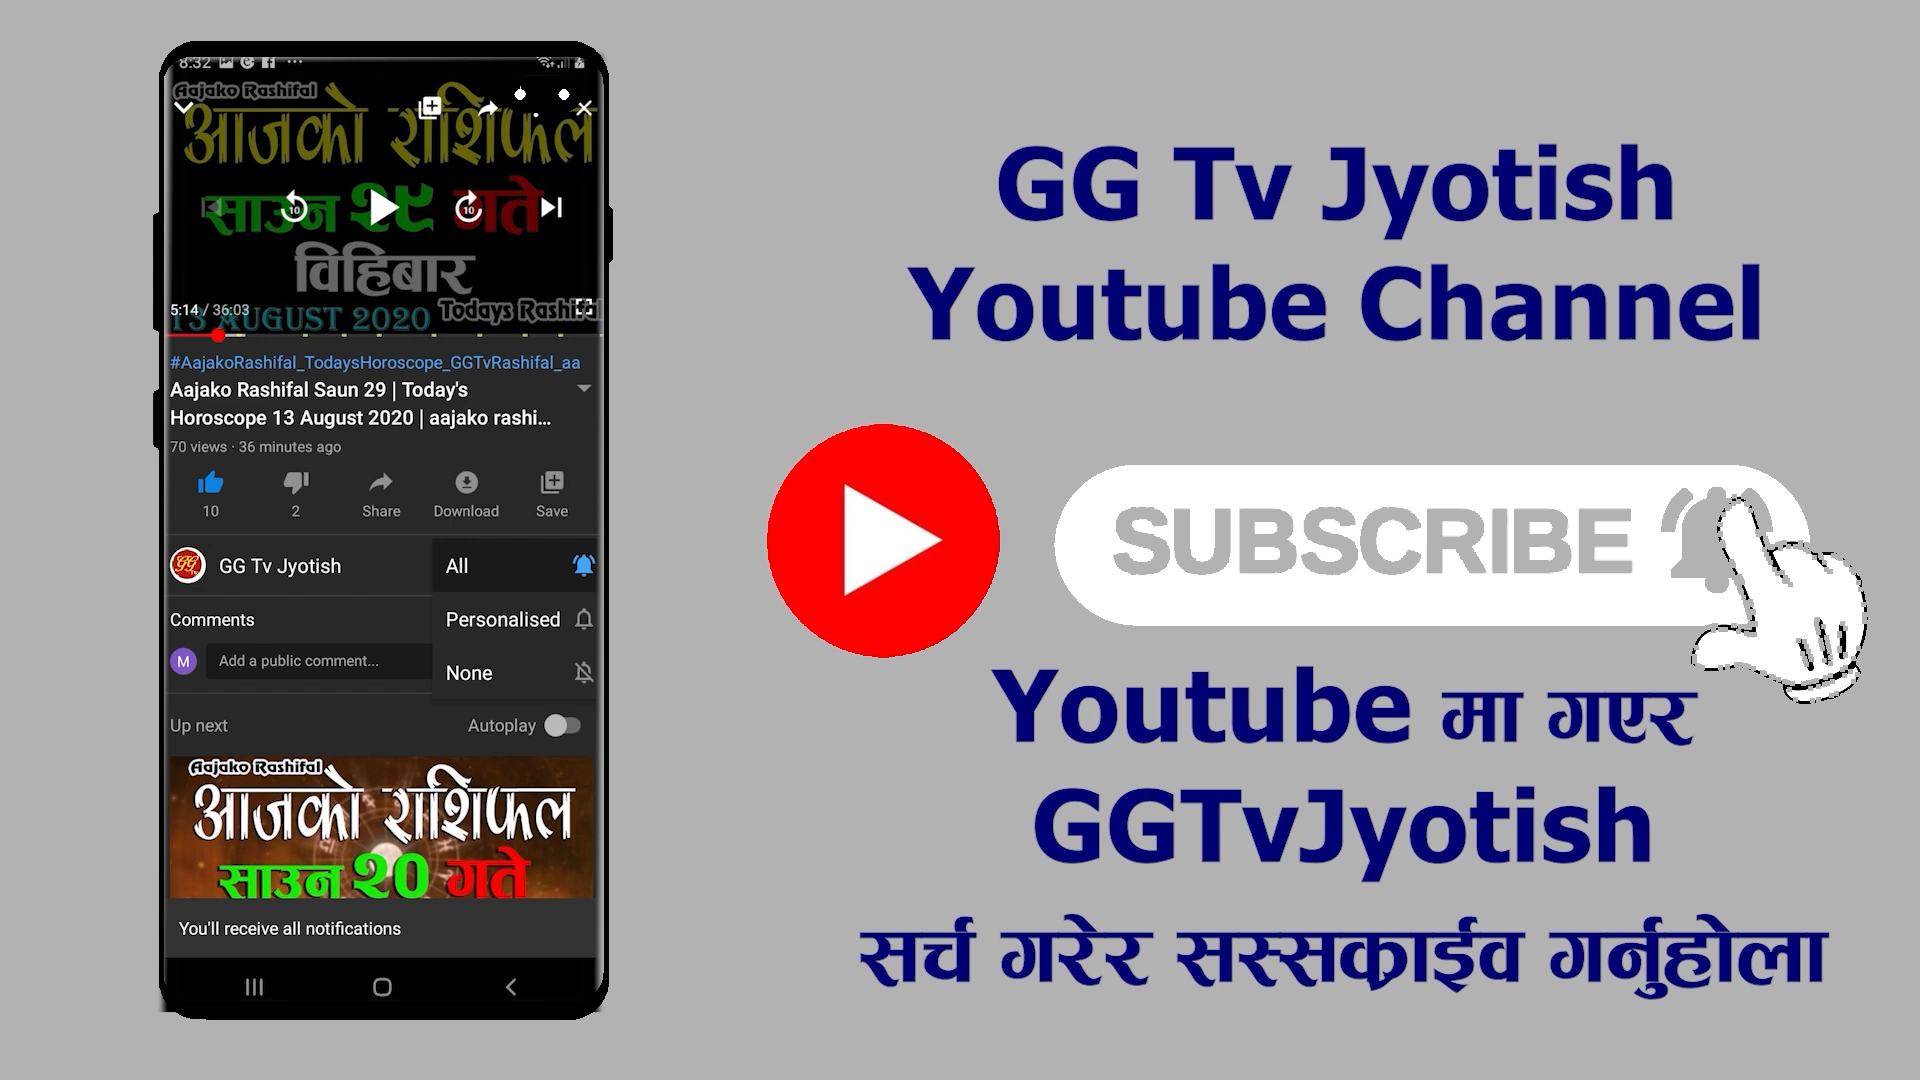 8:32
Aajako Rashifal
आजको राशिफल
साउन २९ गते
10
10
विहिबार
5:14 / 36:03
13 AUGUST 2020
Todays Rashif
#AajakoRashifal_TodaysHoroscope_GGTvRashifal_aa
Aajako Rashifal Saun 29 | Today's
Horoscope 13 August 2020 | aajako rashi...
70 views · 36 minutes ago
10
2
Share
Download
Save
GG Tv Jyotish
All
Comments
Personalised
M
Add a public comment...
None
Up next
Autoplay
Aajako Rashifal
आजको राशिफल
साउन २० गते
You'll receive all notifications
GG Tv Jyotish
Youtube Channel
SUBSCRIBE
Youtube मा गएर
GGTvJyotish
सर्च गरेर सस्सक्राईव गर्नुहोला